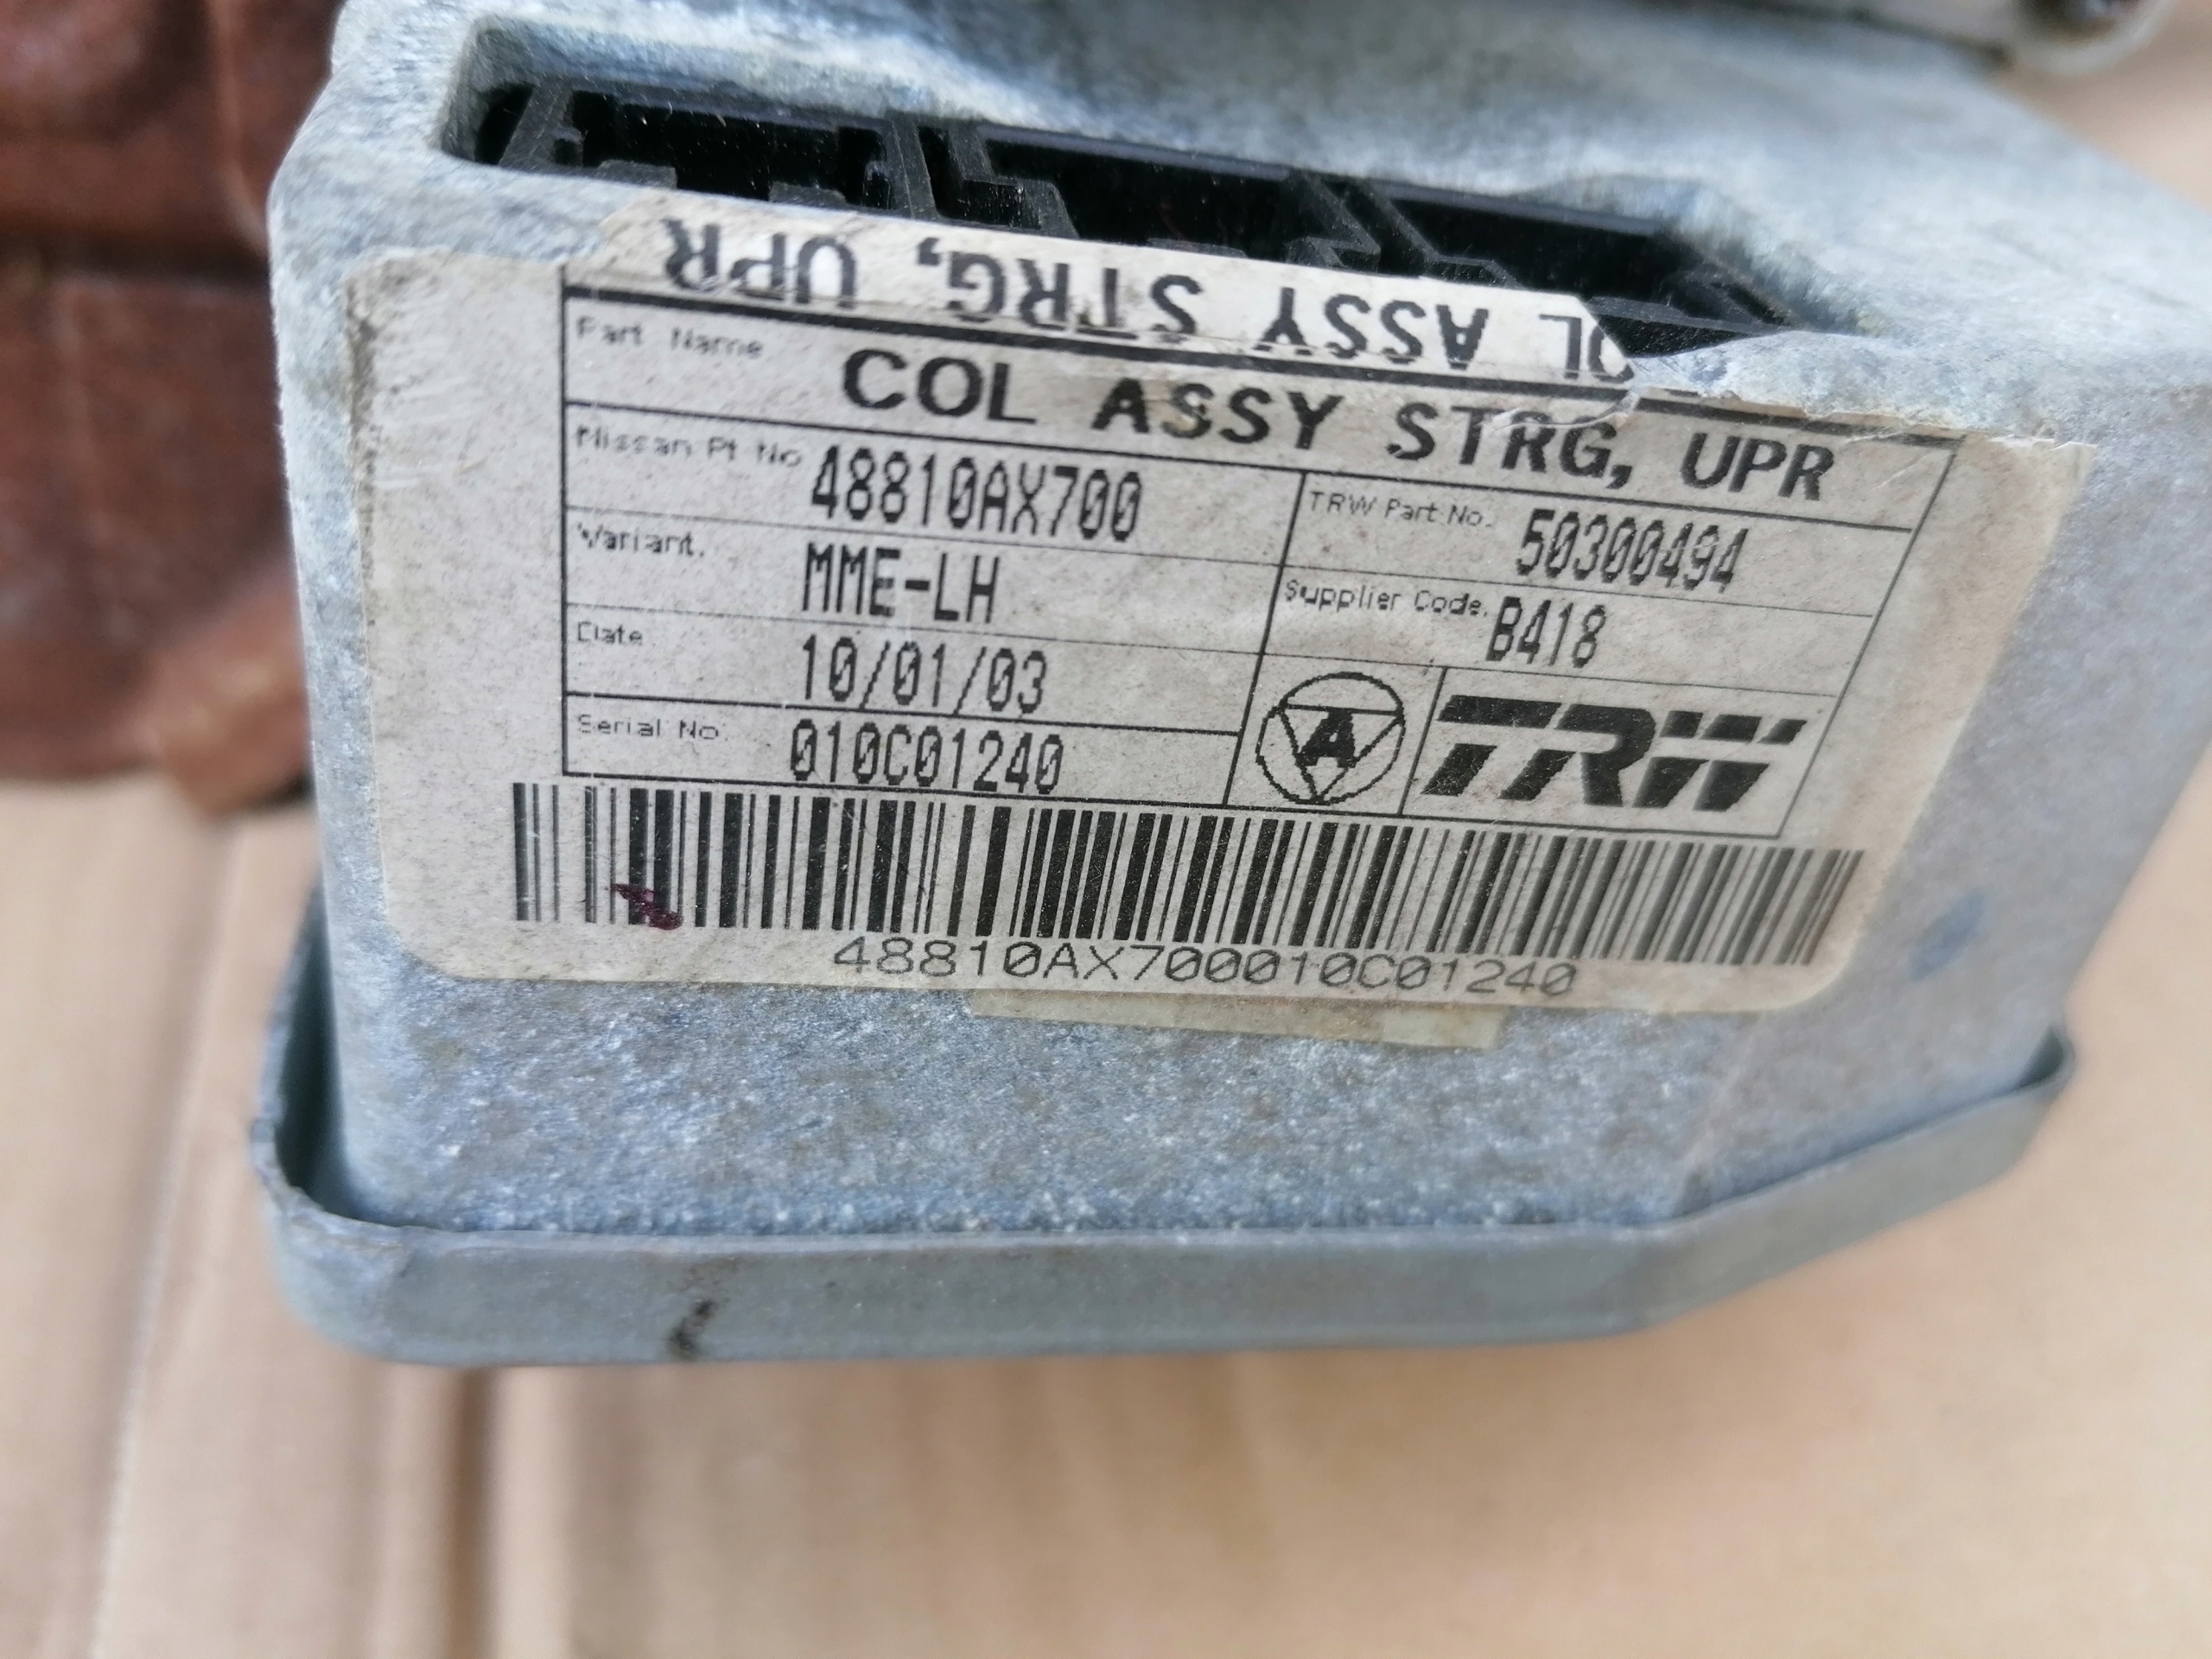 OL ASSY STRG, UPR
Part Name
COL ASSY STRG, UPR
Nissan Pt No 48810AX700
TRW Part No. 50300494
Variant. MME-LH
Supplier Code. B418
Date 10/01/03
Serial No: 010C01240
A TRW
48810AX700010C01240